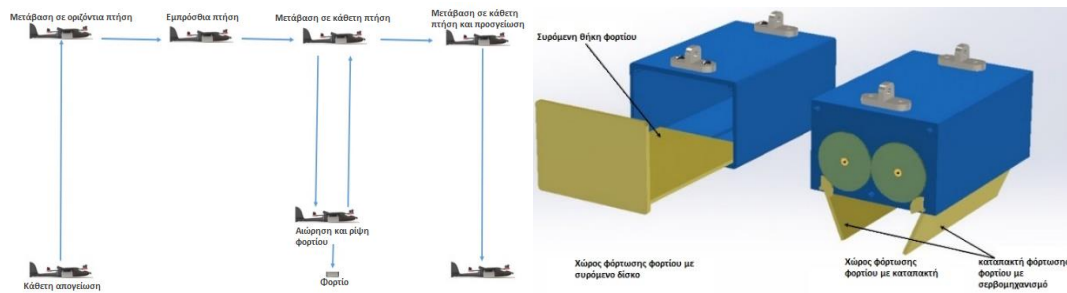 Μετάβαση σε οριζόντια πτήση
Εμπρόσθια πτήση
Μετάβαση σε κάθετη πτήση
Μετάβαση σε κάθετη
πτήση και προσγείωση
Αιώρηση και ρίψη
φορτίου
Κάθετη απογείωση
Φορτίο
Συρόμενη θήκη φορτίου
Χώρος φόρτωσης φορτίου με
συρόμενο δίσκο
Χώρος φόρτωσης
φορτίου με καταπακτή
καταπακτή φόρτωσης
φορτίου με
σερβομηχανισμό